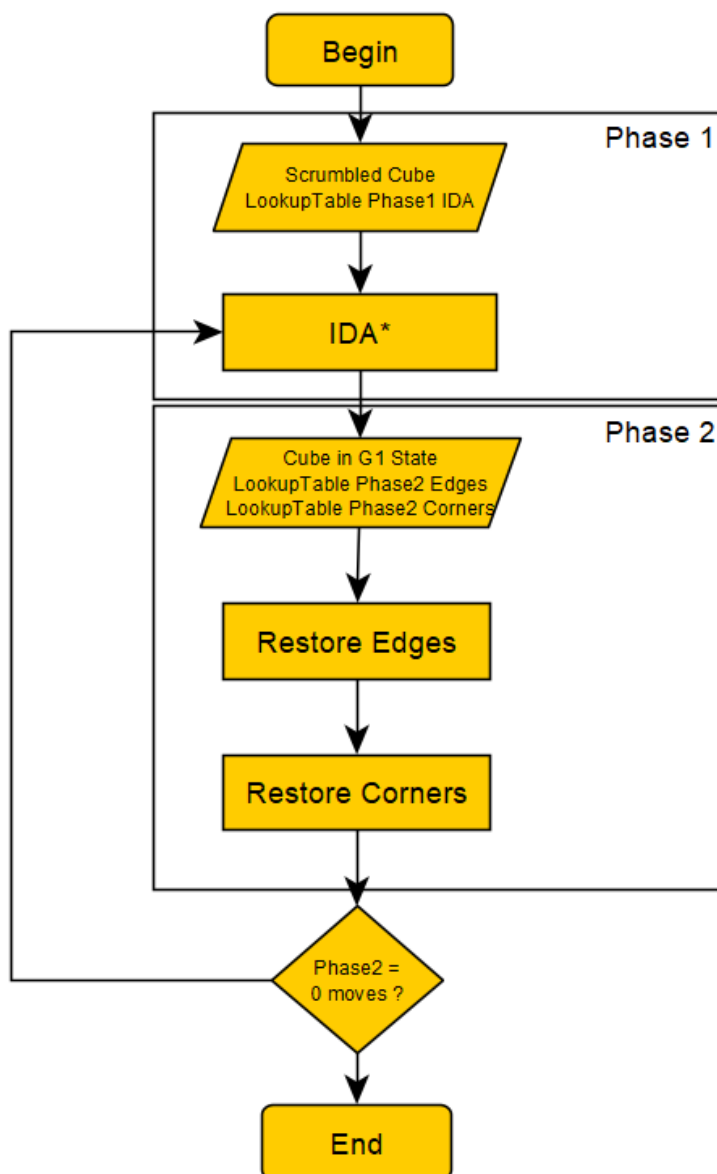 Begin
Phase 1
Scrumbled Cube
LookupTable Phase1 IDA
IDA*
Phase 2
Cube in G1 State
LookupTable Phase2 Edges
LookupTable Phase2 Corners
Restore Edges
Restore Corners
Phase2 =
0 moves ?
End